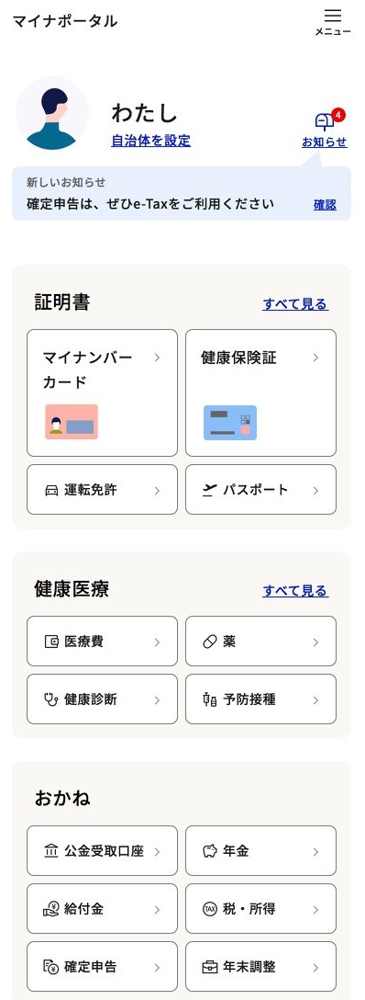 マイナポータル
メニュー
わたし
自治体を設定
4
お知らせ
新しいお知らせ
確定申告は、ぜひe-Taxをご利用ください
確認
証明書
すべて見る
マイナンバー
カード
健康保険証
運転免許
パスポート
健康医療
すべて見る
医療費
薬
健康診断
予防接種
おかね
公金受取口座
年金
給付金
TAX
税・所得
確定申告
年末調整